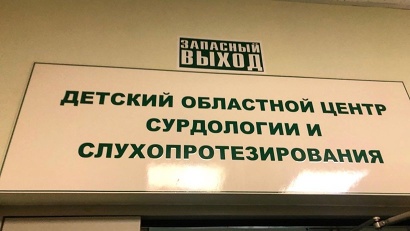 ЗАПАСНЫЙ
ВЫХОД
ДЕТСКИЙ ОБЛАСТНОЙ ЦЕНТР
СУРДОЛОГИИ И
СЛУХОПРОТЕЗИРОВАНИЯ